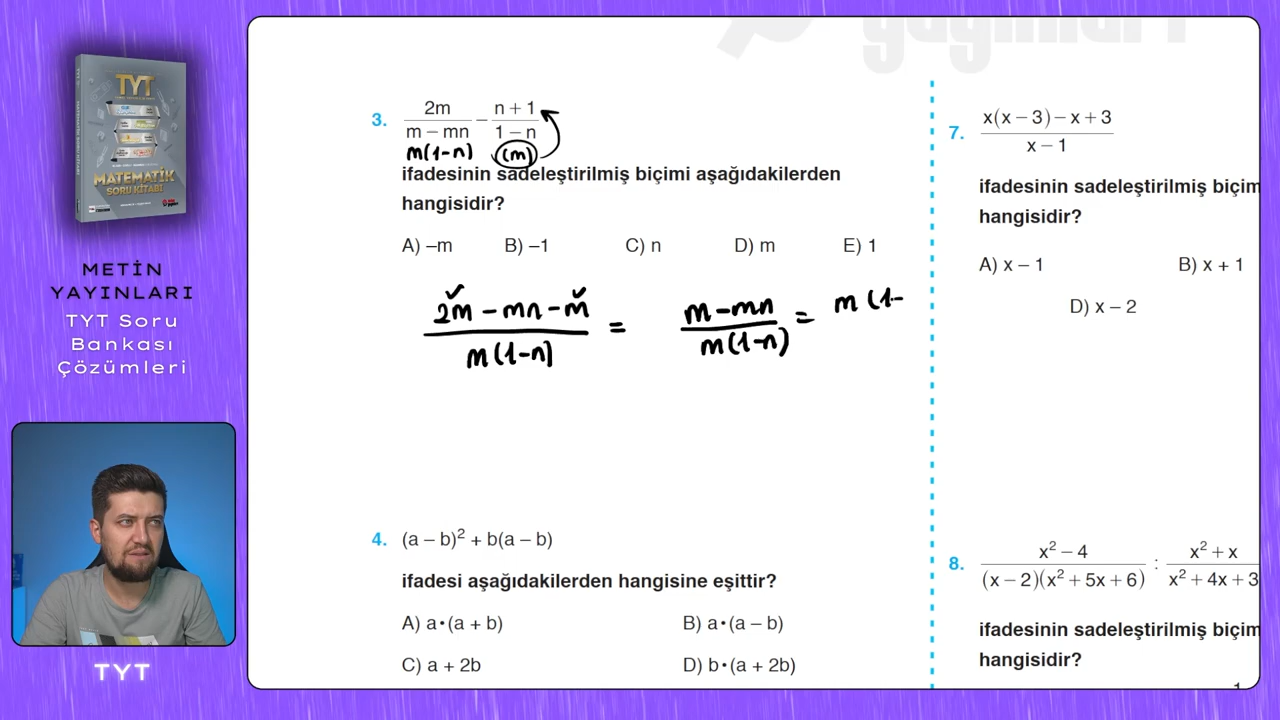 yayınları
TYT
MATEMATİK
SORU KİTABI
METİN
YAYINLARI
TYT Soru
Bankası
Çözümleri
TYT
3. 2m/(m – mn) – (n + 1)/(1 – n)
m(1-n) (m)
ifadesinin sadeleştirilmiş biçimi aşağıdakilerden
hangisidir?
A) –m B) –1 C) n D) m E) 1
(2m - mn - m)/(m(1-n)) = (m - mn)/(m(1-n)) = m(1-
4. (a – b)² + b(a – b)
ifadesi aşağıdakilerden hangisine eşittir?
A) a•(a + b) B) a•(a – b)
C) a + 2b D) b•(a + 2b)
7. (x(x – 3) – x + 3)/(x – 1)
ifadesinin sadeleştirilmiş biçim
hangisidir?
A) x – 1 B) x + 1
D) x – 2
8. (x² – 4)/((x – 2)(x² + 5x + 6)) : (x² + x)/(x² + 4x + 3
ifadesinin sadeleştirilmiş biçim
hangisidir?
1